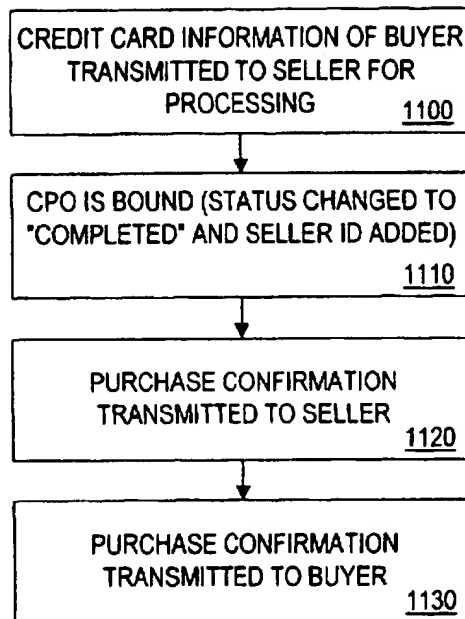 CREDIT CARD INFORMATION OF BUYER
TRANSMITTED TO SELLER FOR
PROCESSING
1100
CPO IS BOUND (STATUS CHANGED TO
"COMPLETED" AND SELLER ID ADDED)
1110
PURCHASE CONFIRMATION
TRANSMITTED TO SELLER
1120
PURCHASE CONFIRMATION
TRANSMITTED TO BUYER
1130